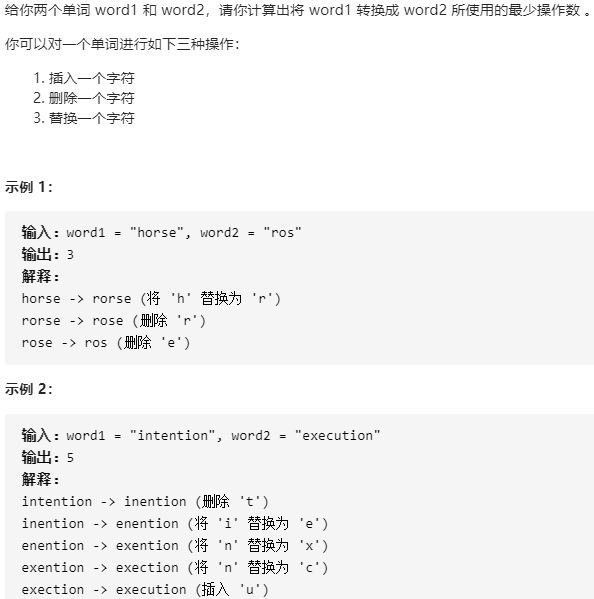 给你两个单词 word1 和 word2，请你计算出将 word1 转换成 word2 所使用的最少操作数 。
你可以对一个单词进行如下三种操作：
1. 插入一个字符
2. 删除一个字符
3. 替换一个字符
示例 1：
输入：word1 = "horse", word2 = "ros"
输出：3
解释：
horse -> rorse (将 'h' 替换为 'r')
rorse -> rose (删除 'r')
rose -> ros (删除 'e')
示例 2：
输入：word1 = "intention", word2 = "execution"
输出：5
解释：
intention -> inention (删除 't')
inention -> enention (将 'i' 替换为 'e')
enention -> exention (将 'n' 替换为 'x')
exention -> exection (将 'n' 替换为 'c')
exection -> execution (插入 'u')